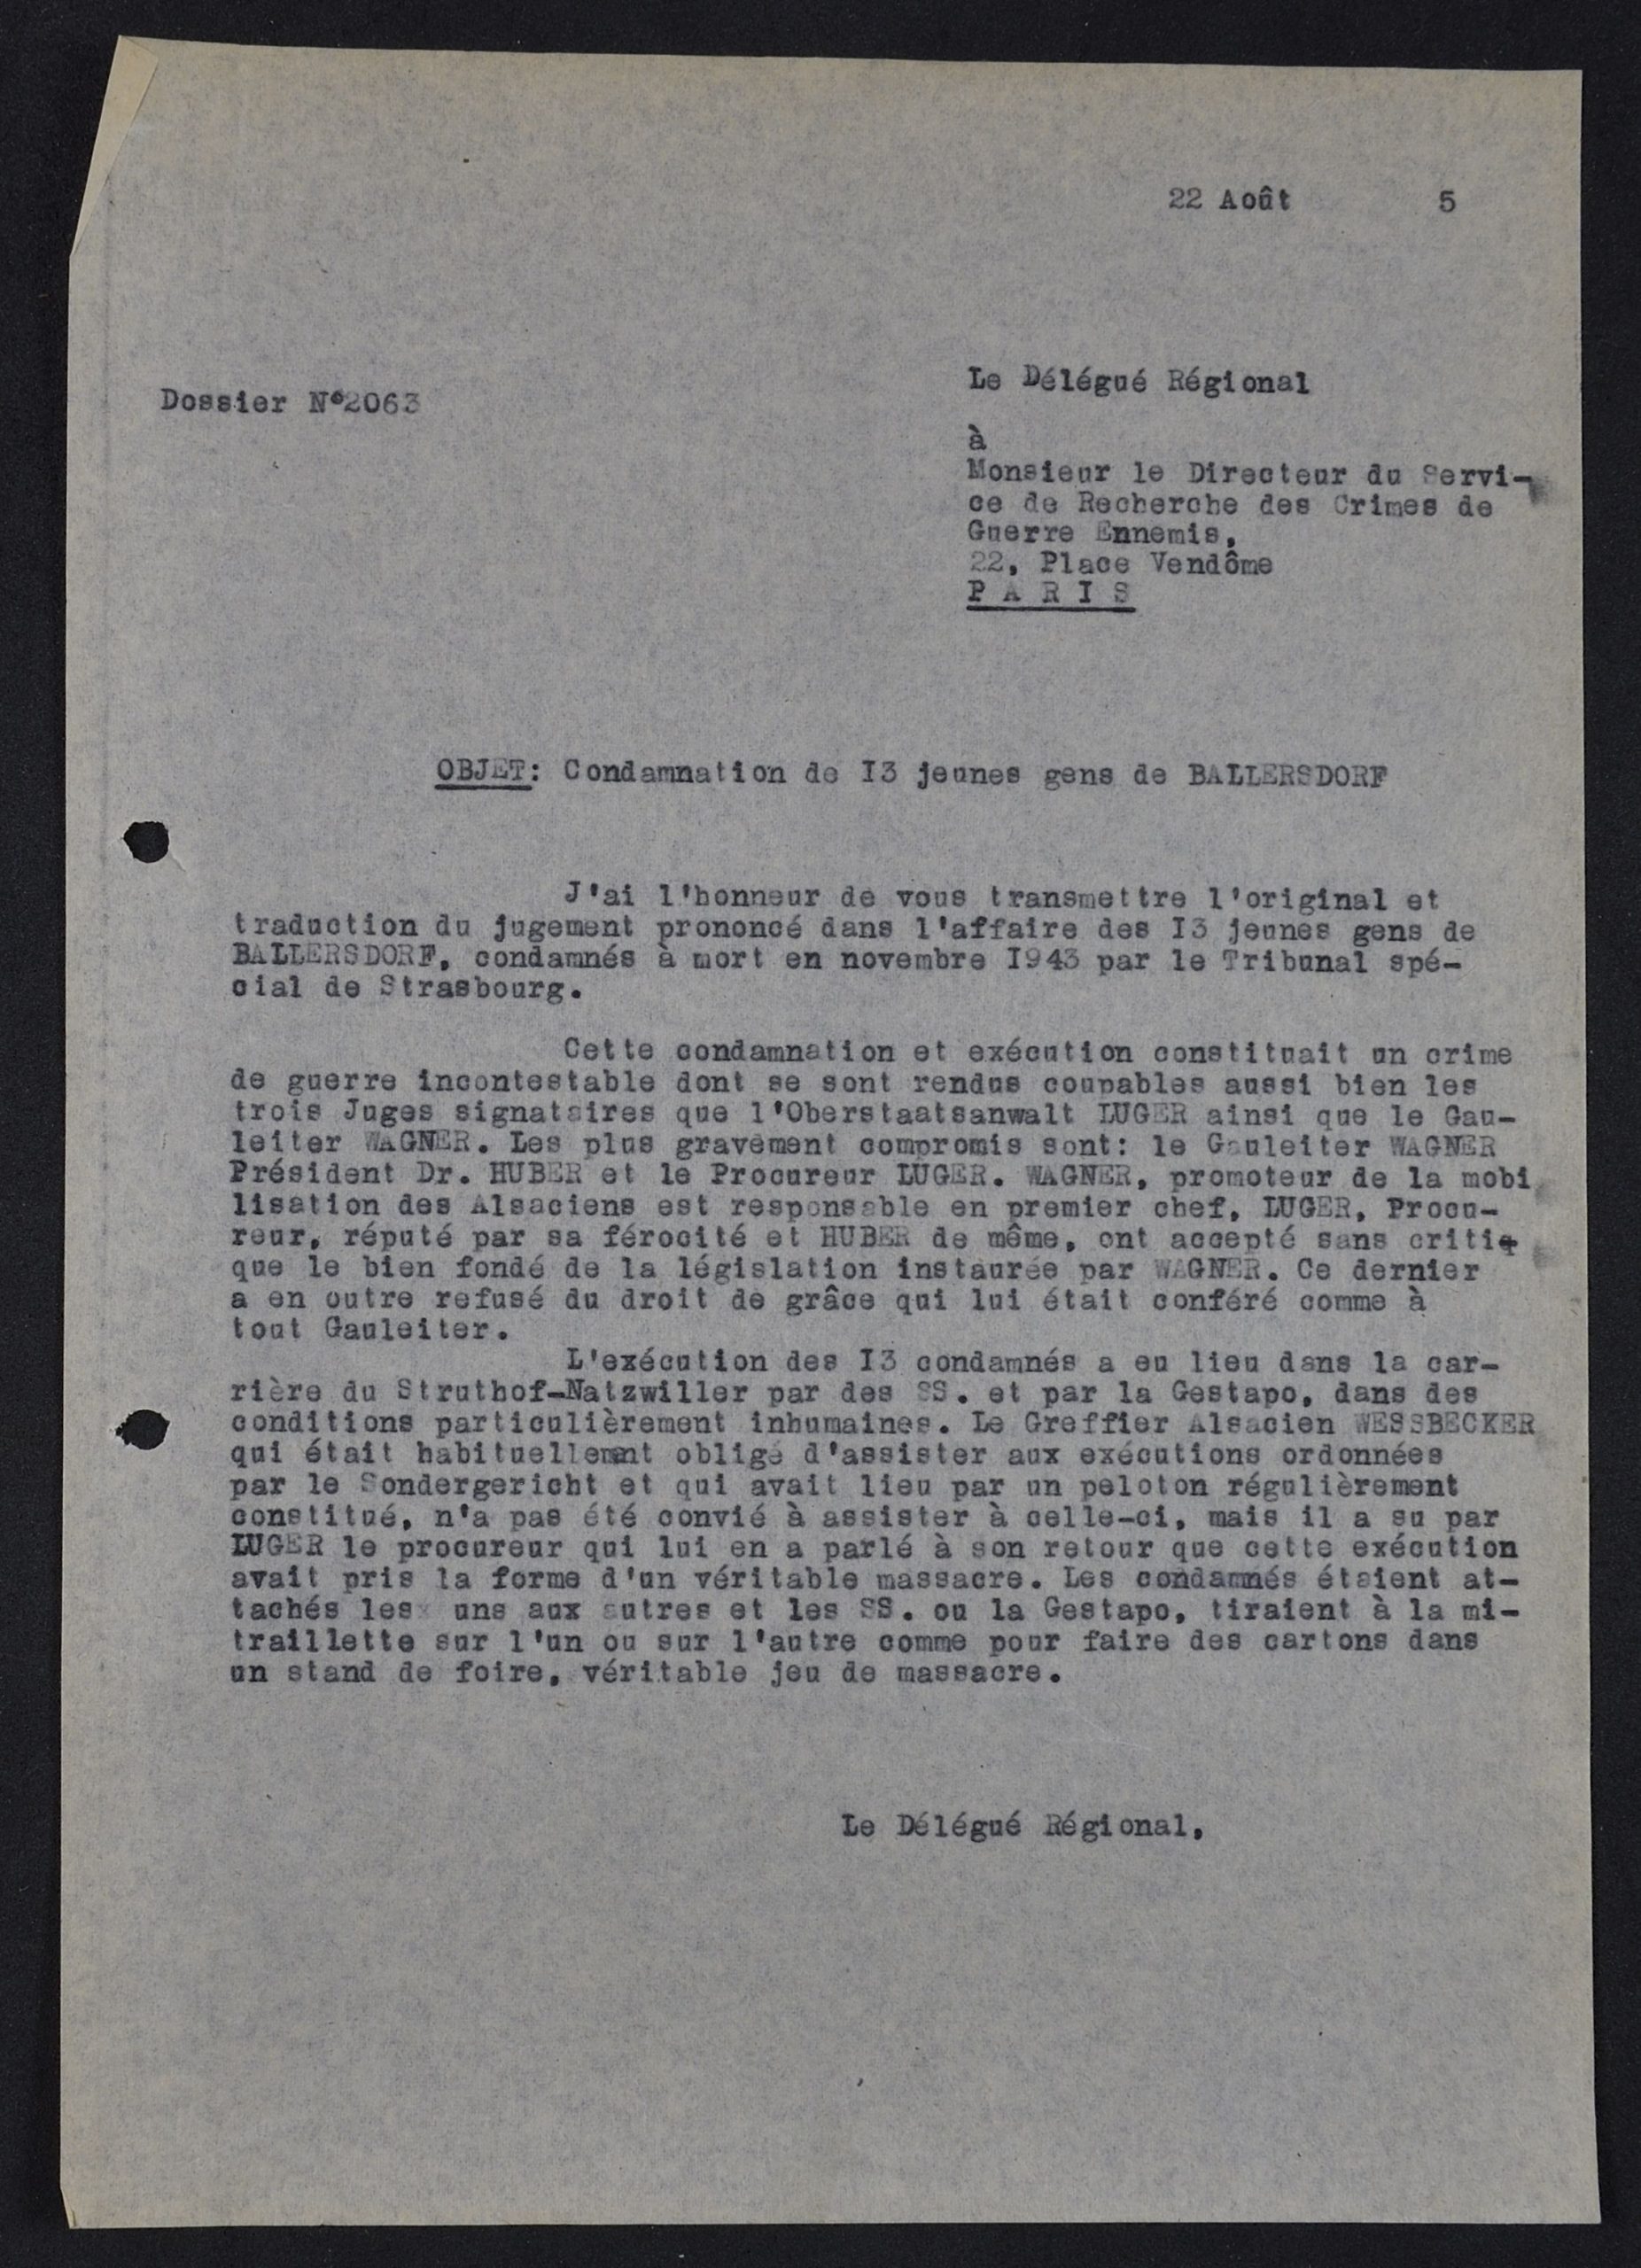 22 Août 5
Dossier N°2063
Le Délégué Régional
à
Monsieur le Directeur du Servi-
ce de Recherche des Crimes de
Guerre Ennemis,
22, Place Vendôme
P A R I S
OBJET: Condamnation de I3 jeunes gens de BALLERSDORF
J'ai l'honneur de vous transmettre l'original et
traduction du jugement prononcé dans l'affaire des I3 jeunes gens de
BALLERSDORF, condamnés à mort en novembre I943 par le Tribunal spé-
cial de Strasbourg.
Cette condamnation et exécution constituait un crime
de guerre incontestable dont se sont rendus coupables aussi bien les
trois Juges signataires que l'Oberstaatsanwalt LUGER ainsi que le Gau-
leiter WAGNER. Les plus gravement compromis sont: le Gauleiter WAGNER
Président Dr. HUBER et le Procureur LUGER. WAGNER, promoteur de la mobi
lisation des Alsaciens est responsable en premier chef, LUGER, Procu-
reur, réputé par sa férocité et HUBER de même, ont accepté sans criti
que le bien fondé de la législation instaurée par WAGNER. Ce dernier
a en outre refusé du droit de grâce qui lui était conféré comme à
tout Gauleiter.
L'exécution des I3 condamnés a eu lieu dans la car-
rière du Struthof-Natzwiller par des SS. et par la Gestapo, dans des
conditions particulièrement inhumaines. Le Greffier Alsacien WESSBECKER
qui était habituellement obligé d'assister aux exécutions ordonnées
par le Sondergericht et qui avait lieu par un peloton régulièrement
constitué, n'a pas été convié à assister à celle-ci, mais il a su par
LUGER le procureur qui lui en a parlé à son retour que cette exécution
avait pris la forme d'un véritable massacre. Les condamnés étaient at-
tachés les uns aux autres et les SS. ou la Gestapo, tiraient à la mi-
traillette sur l'un ou sur l'autre comme pour faire des cartons dans
un stand de foire, véritable jeu de massacre.
Le Délégué Régional,